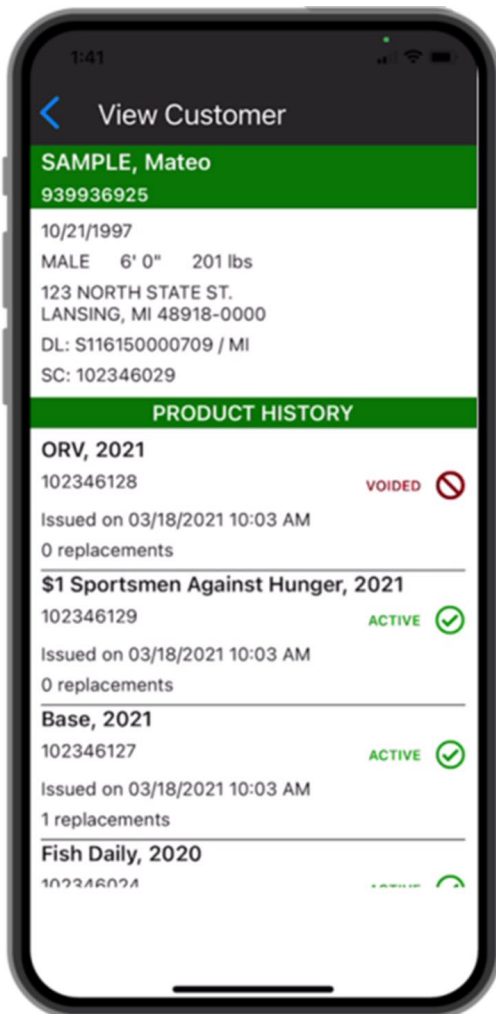 1:41
View Customer
SAMPLE, Mateo
939936925
10/21/1997
MALE 6' 0" 201 lbs
123 NORTH STATE ST.
LANSING, MI 48918-0000
DL: S116150000709 / MI
SC: 102346029
PRODUCT HISTORY
ORV, 2021
102346128 VOIDED
Issued on 03/18/2021 10:03 AM
0 replacements
$1 Sportsmen Against Hunger, 2021
102346129 ACTIVE
Issued on 03/18/2021 10:03 AM
0 replacements
Base, 2021
102346127 ACTIVE
Issued on 03/18/2021 10:03 AM
1 replacements
Fish Daily, 2020
102346024